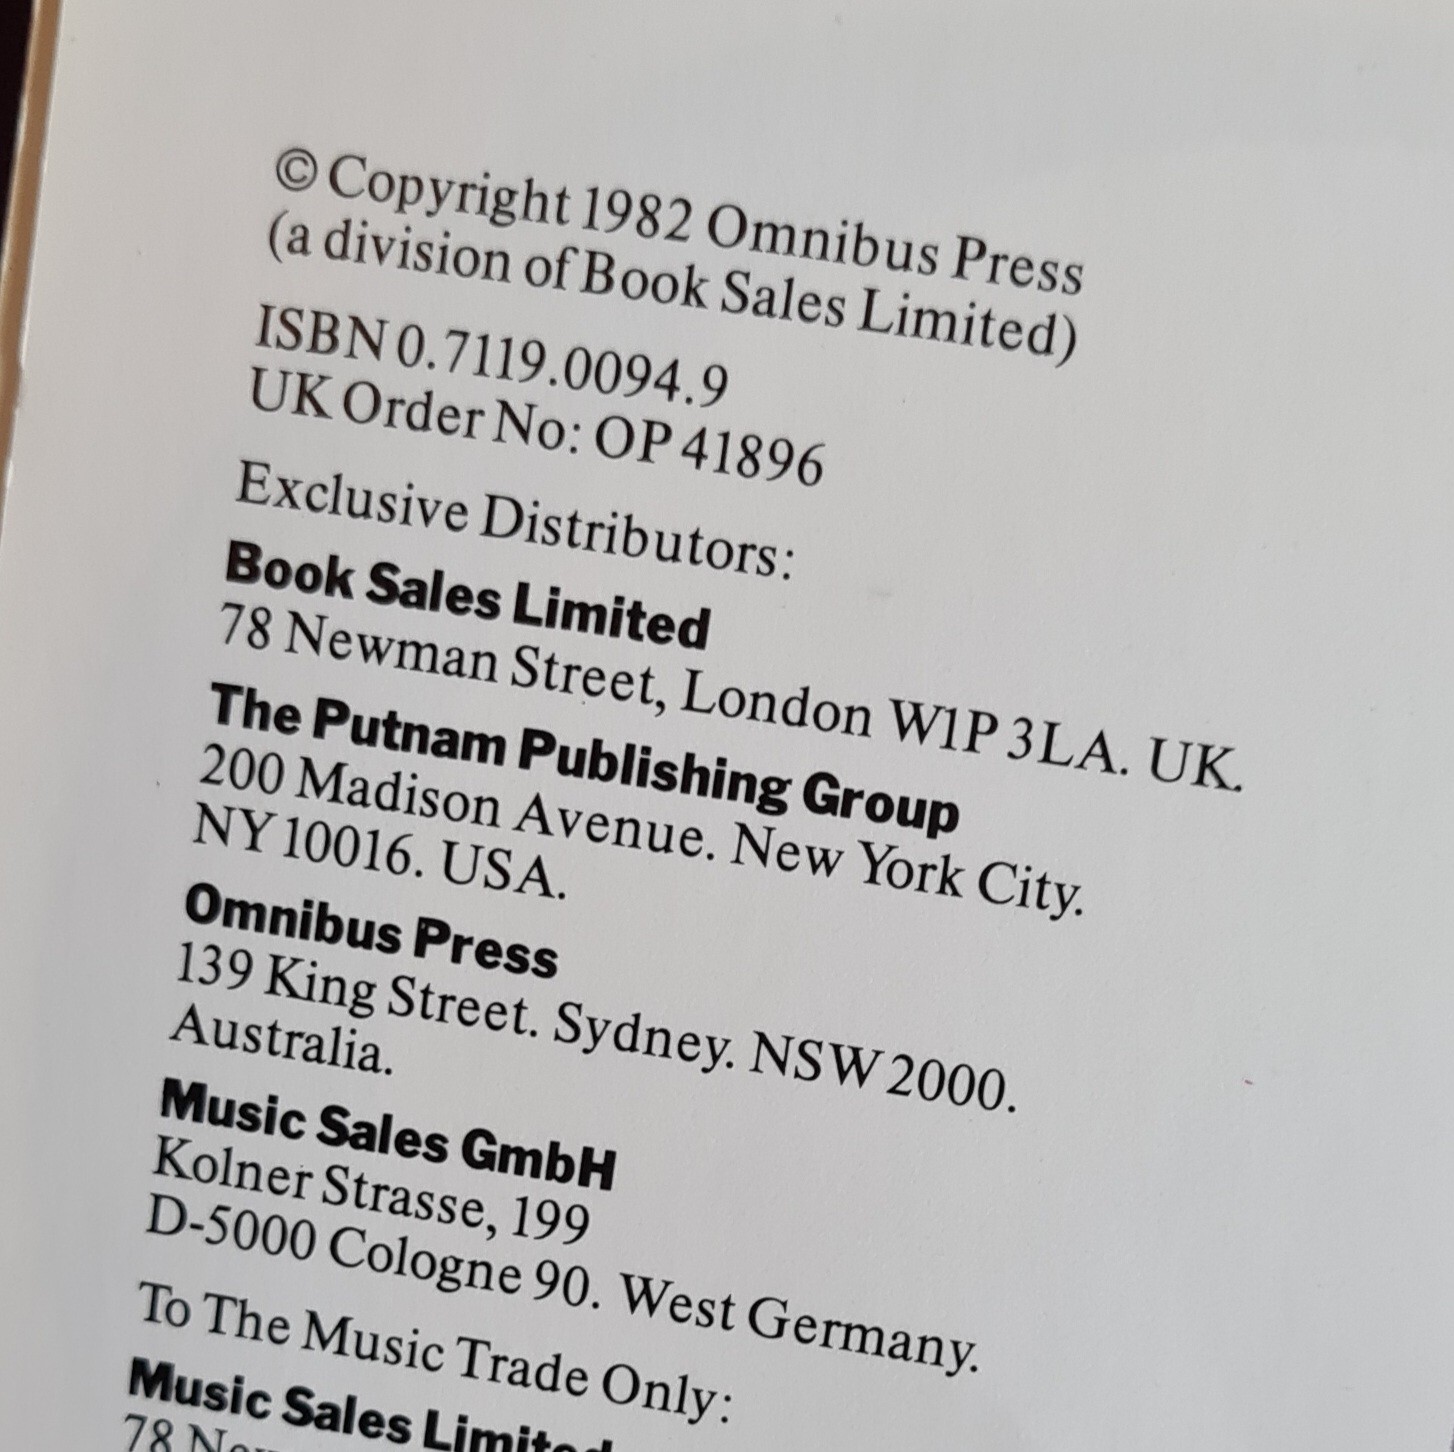 © Copyright 1982 Omnibus Press
(a division of Book Sales Limited)
ISBN 0.7119.0094.9
UK Order No: OP 41896
Exclusive Distributors:
Book Sales Limited
78 Newman Street, London W1P 3LA. UK.
The Putnam Publishing Group
200 Madison Avenue. New York City.
NY 10016. USA.
Omnibus Press
139 King Street. Sydney. NSW 2000.
Australia.
Music Sales GmbH
Kolner Strasse, 199
D-5000 Cologne 90. West Germany.
To The Music Trade Only:
Music Sales Limited
78